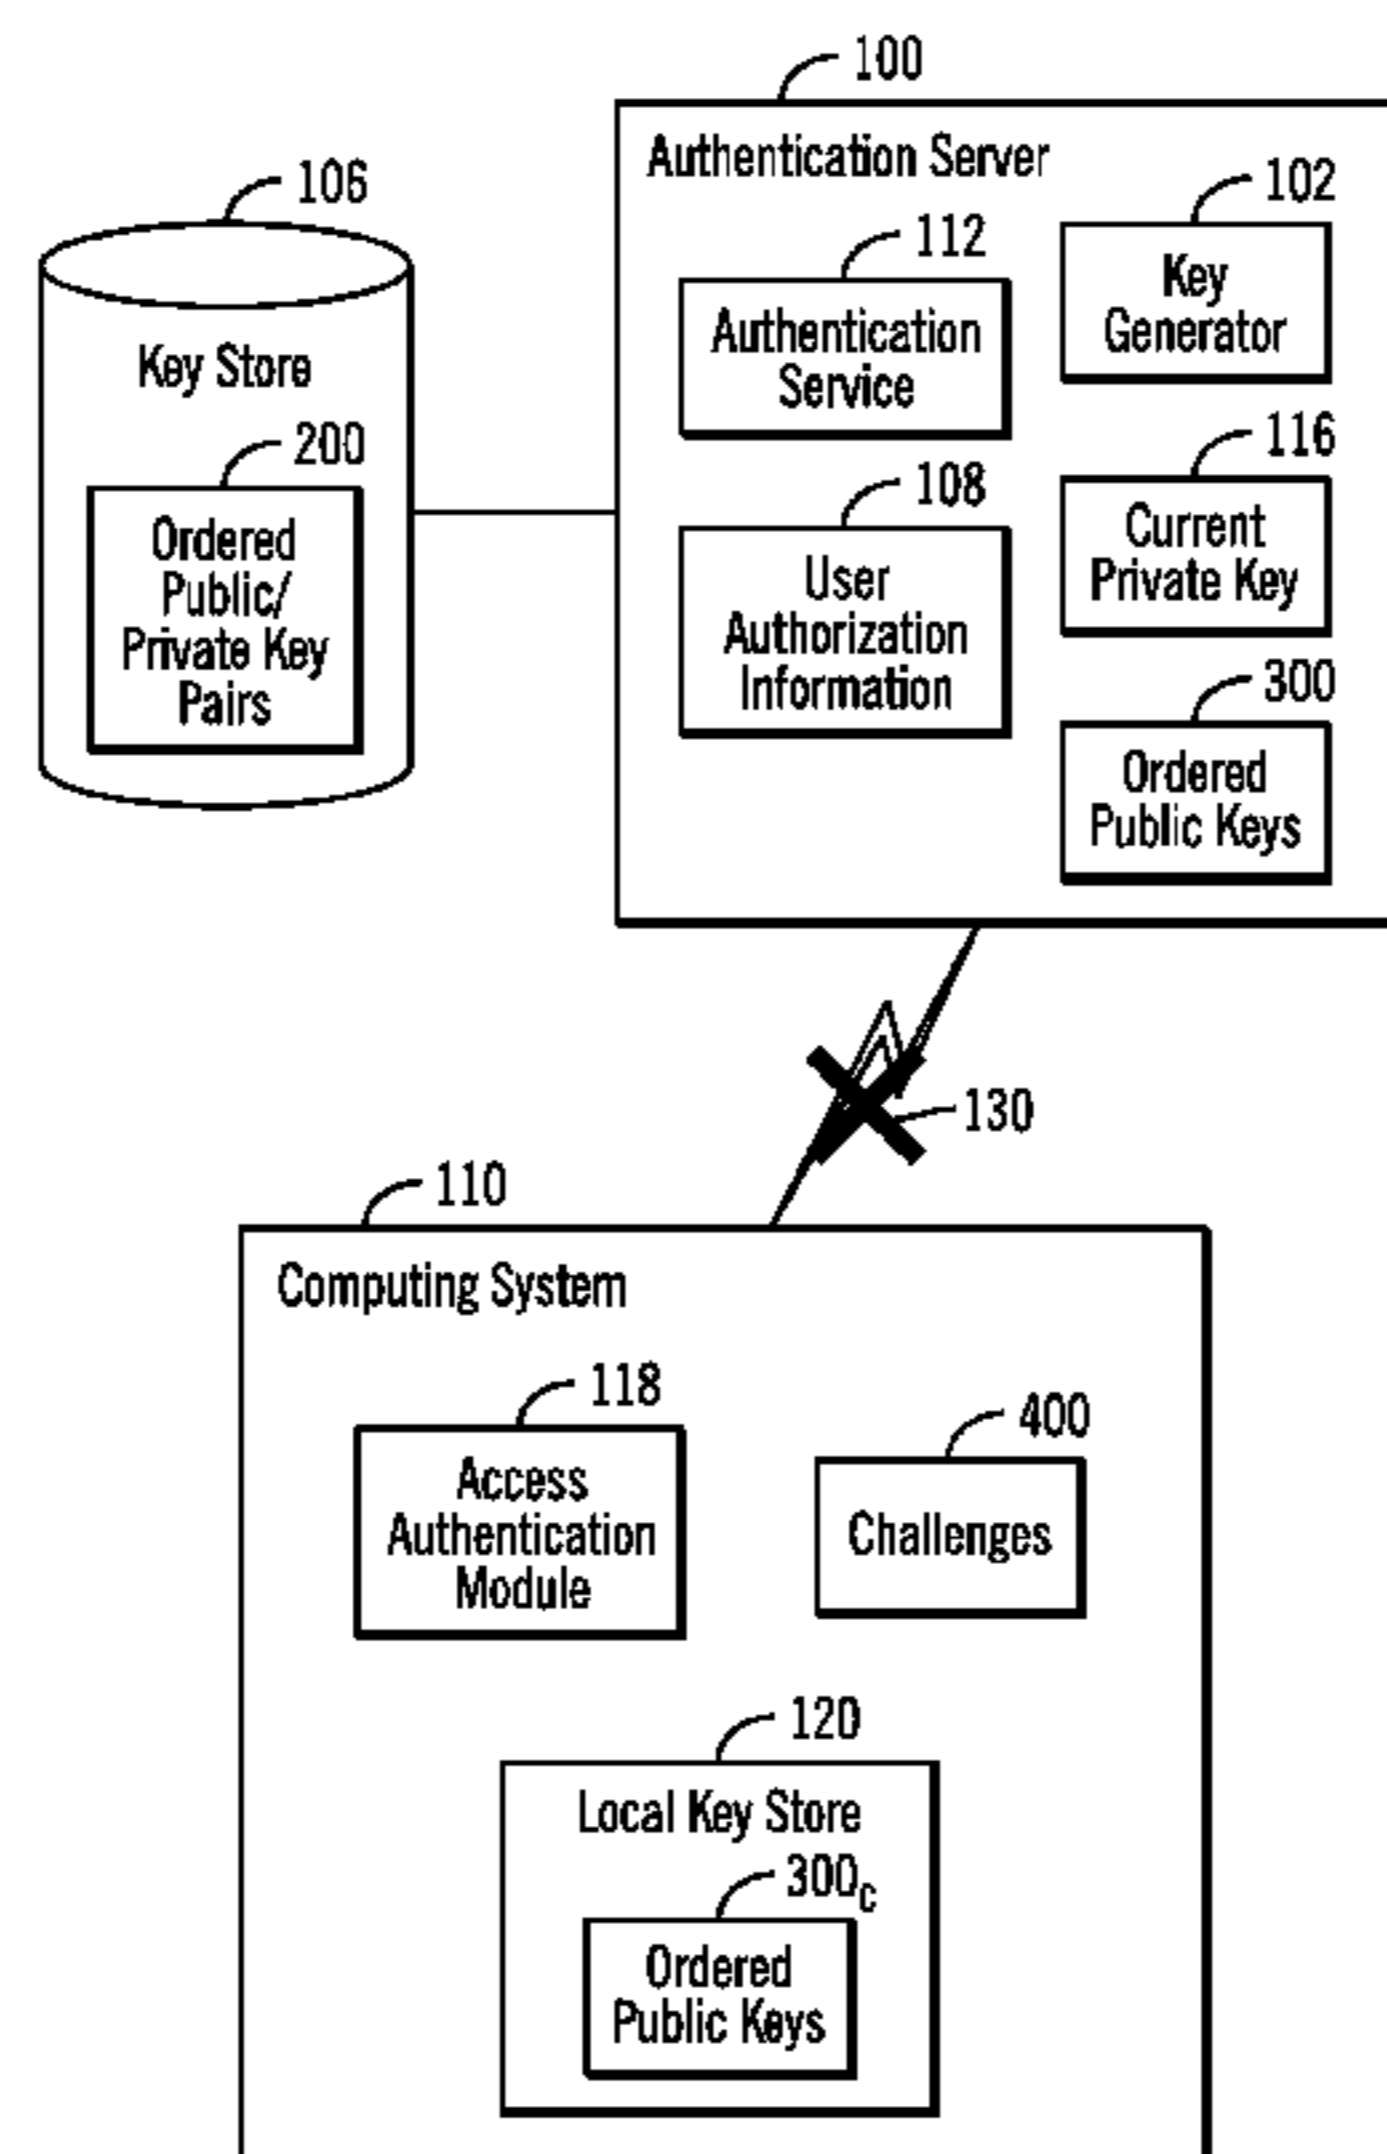 100
Authentication Server
106
Key Store
200
Ordered
Public/
Private Key
Pairs
112
Authentication
Service
102
Key
Generator
108
User
Authorization
Information
116
Current
Private Key
300
Ordered
Public Keys
130
110
Computing System
118
Access
Authentication
Module
400
Challenges
120
Local Key Store
300c
Ordered
Public Keys